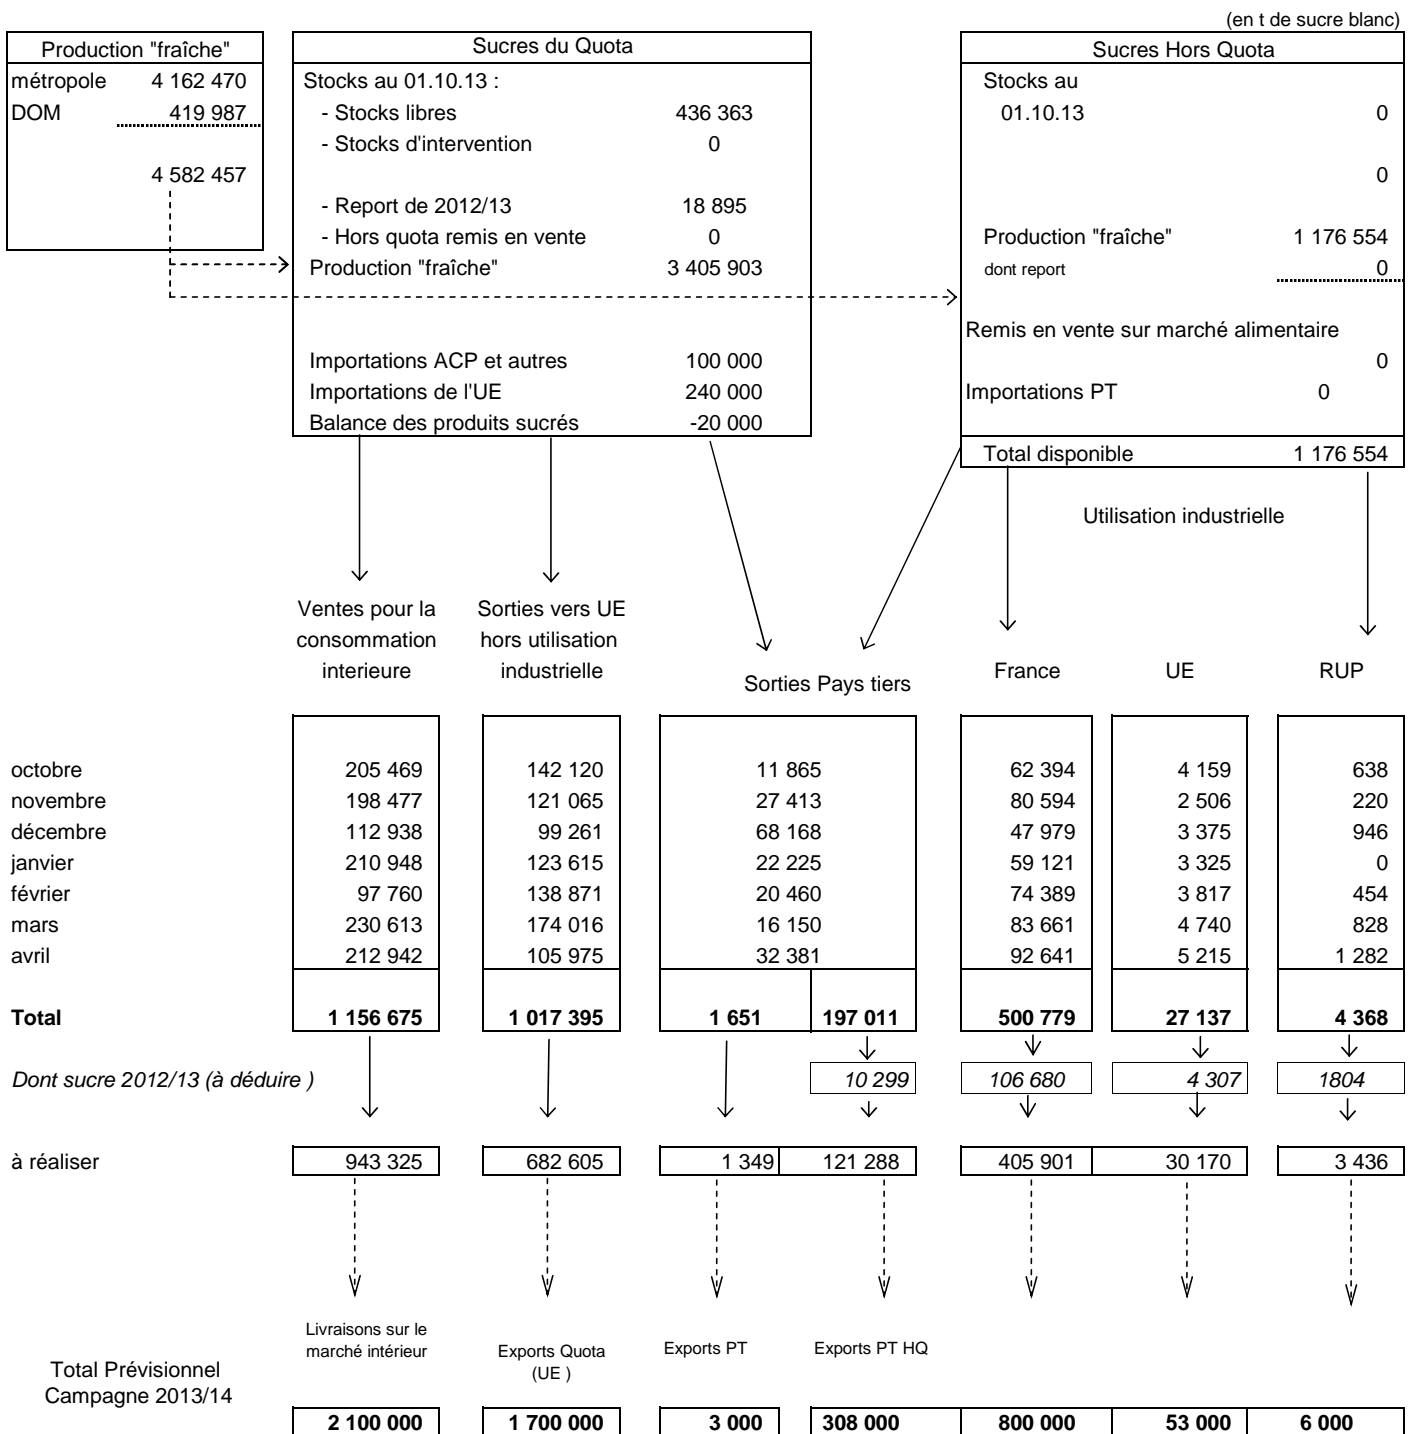 (en t de sucre blanc)
Production "fraîche"
métropole 4 162 470
DOM 419 987
4 582 457
Sucres du Quota
Stocks au 01.10.13 :
- Stocks libres 436 363
- Stocks d'intervention 0
- Report de 2012/13 18 895
- Hors quota remis en vente 0
Production "fraîche" 3 405 903
Importations ACP et autres 100 000
Importations de l'UE 240 000
Balance des produits sucrés -20 000
Sucres Hors Quota
Stocks au
01.10.13 0
0
Production "fraîche" 1 176 554
dont report 0
Remis en vente sur marché alimentaire
0
Importations PT 0
Total disponible 1 176 554
Utilisation industrielle
Ventes pour la
consommation
interieure
Sorties vers UE
hors utilisation
industrielle
Sorties Pays tiers
France UE RUP
octobre 205 469 142 120 11 865 62 394 4 159 638
novembre 198 477 121 065 27 413 80 594 2 506 220
décembre 112 938 99 261 68 168 47 979 3 375 946
janvier 210 948 123 615 22 225 59 121 3 325 0
février 97 760 138 871 20 460 74 389 3 817 454
mars 230 613 174 016 16 150 83 661 4 740 828
avril 212 942 105 975 32 381 92 641 5 215 1 282
Total 1 156 675 1 017 395 1 651 197 011 500 779 27 137 4 368
Dont sucre 2012/13 (à déduire ) 10 299 106 680 4 307 1804
à réaliser 943 325 682 605 1 349 121 288 405 901 30 170 3 436
Livraisons sur le
marché intérieur
Exports Quota
(UE )
Exports PT
Exports PT HQ
Total Prévisionnel
Campagne 2013/14
2 100 000 1 700 000 3 000 308 000 800 000 53 000 6 000